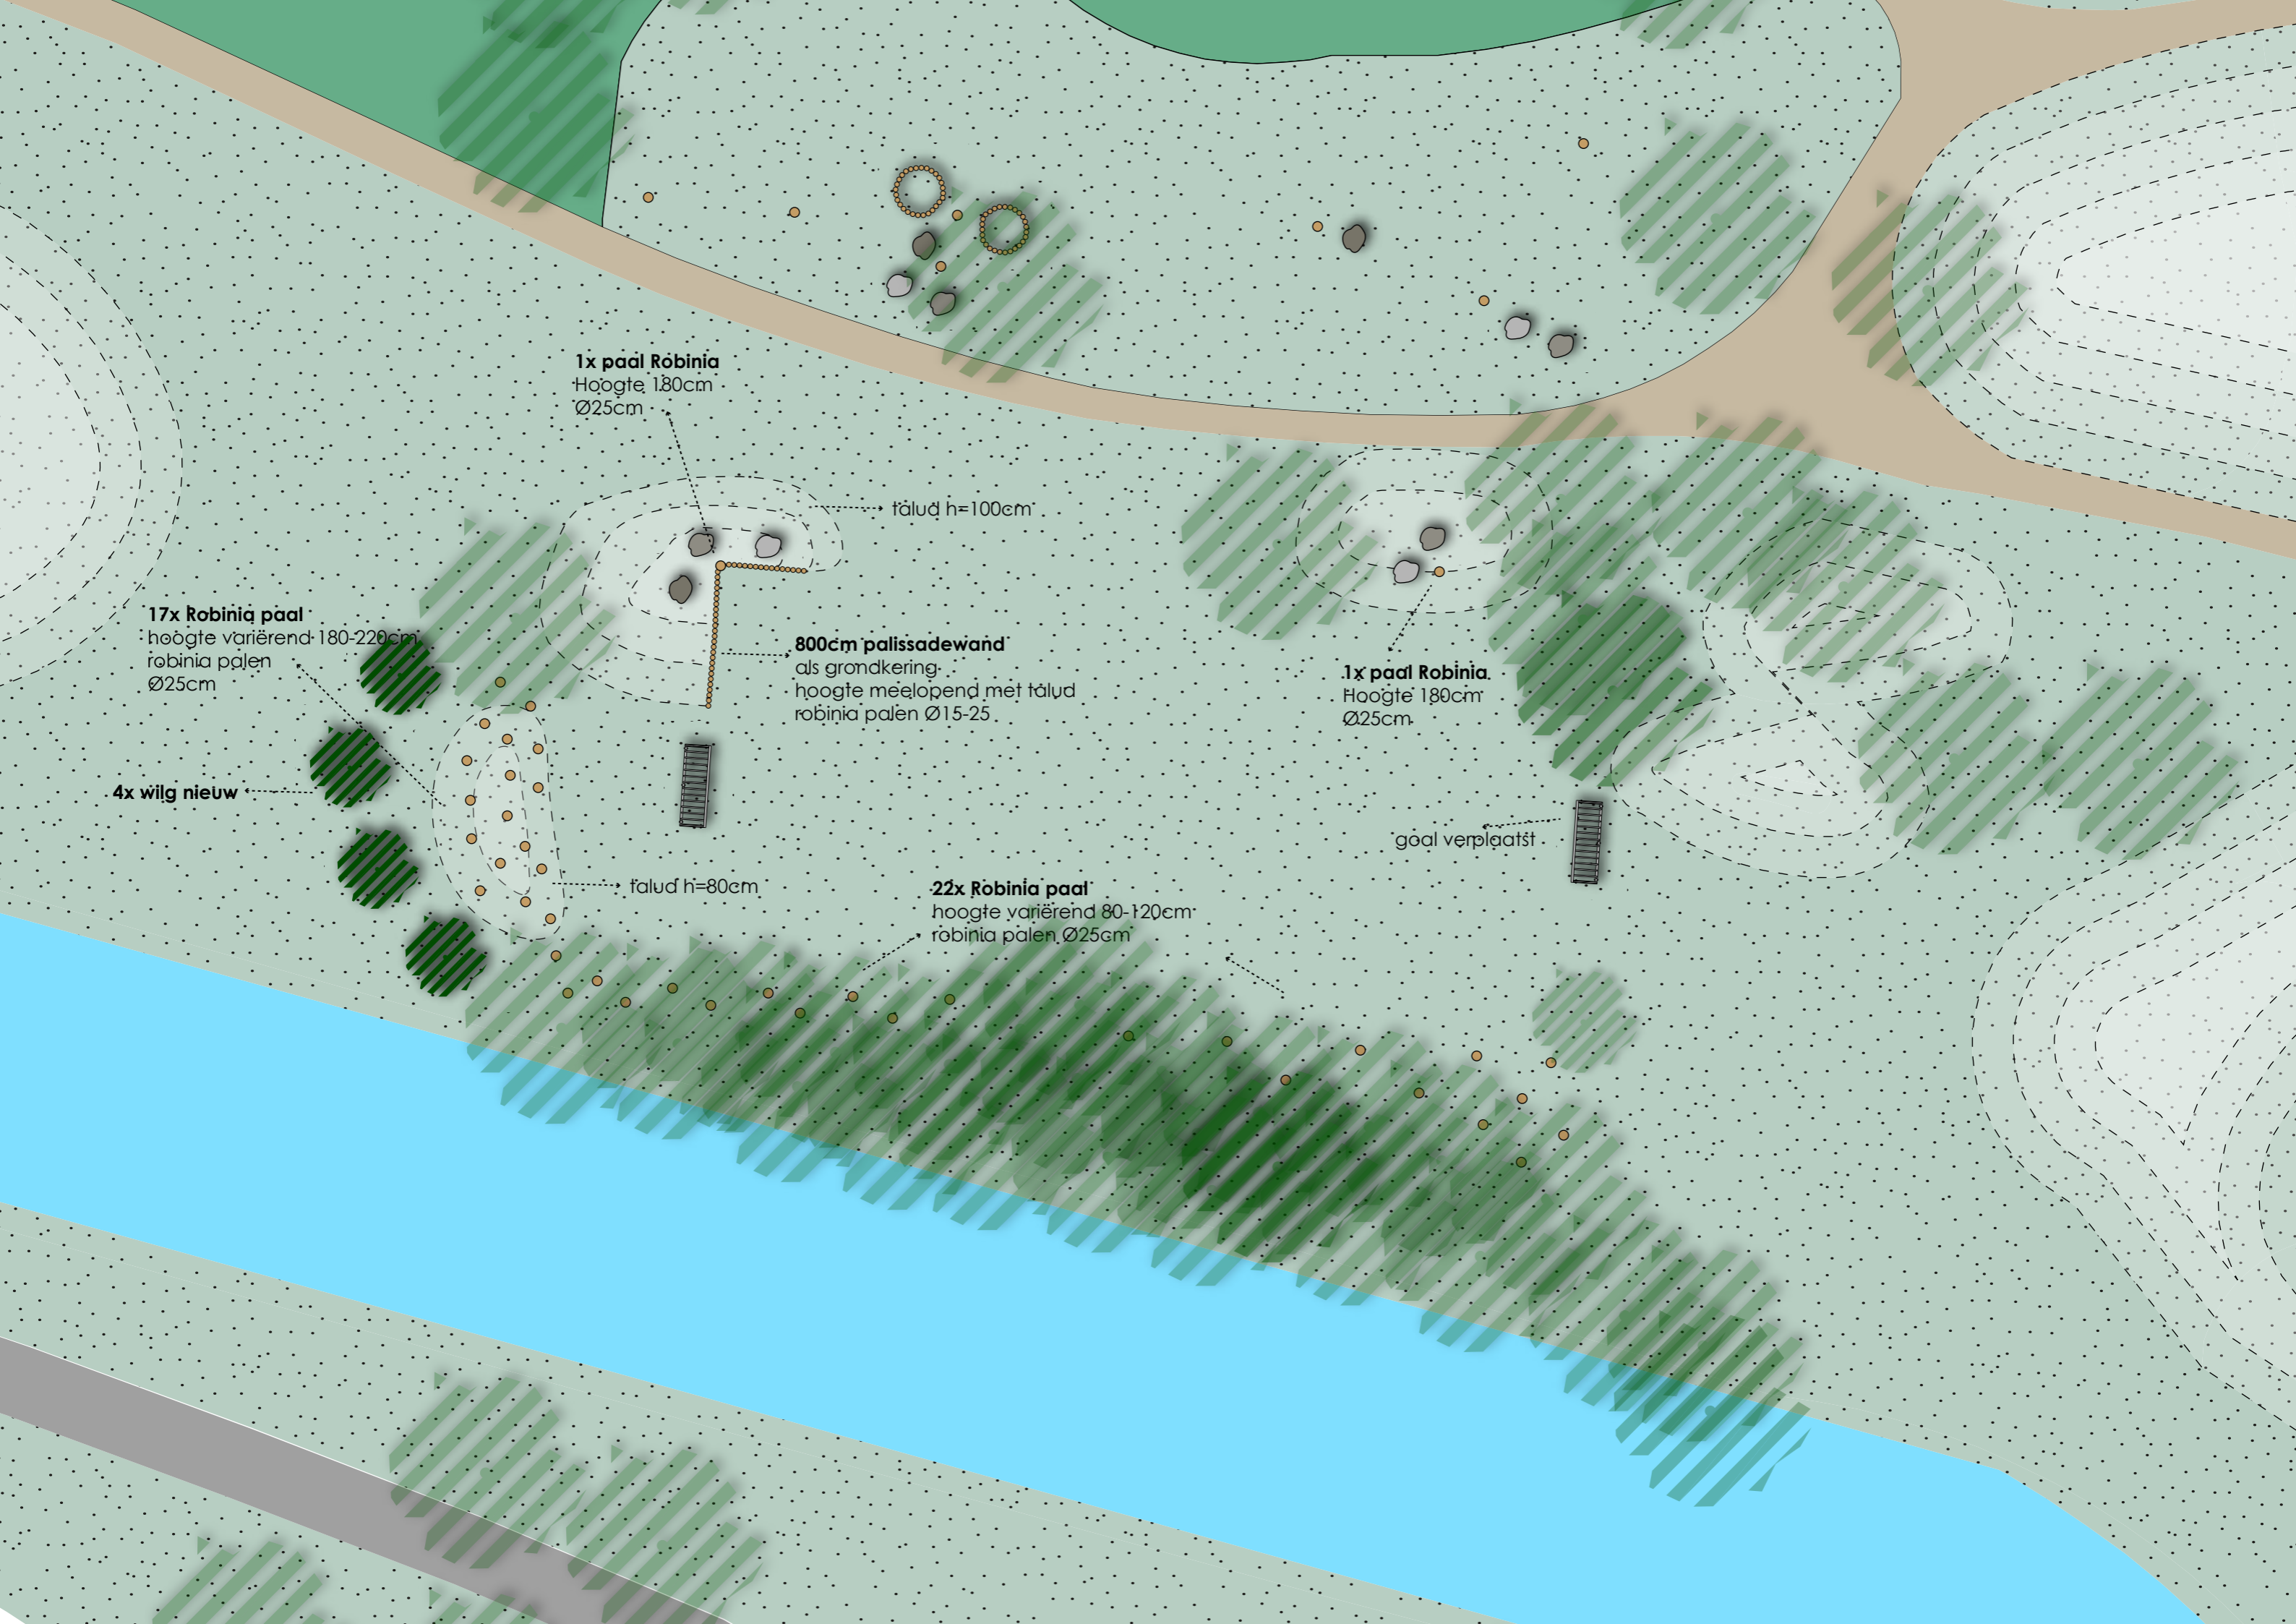 1x paal Robinia
Hoogte 180cm
Ø25cm
talud h=100cm
17x Robinia paal
hoogte variërend 180-220cm
robinia palen
Ø25cm
800cm palissadewand
als grondkering
hoogte meelopend met talud
robinia palen Ø15-25
1x paal Robinia
Hoogte 180cm
Ø25cm
4x wilg nieuw
goal verplaatst
talud h=80cm
22x Robinia paal
hoogte variërend 80-120cm
robinia palen Ø25cm